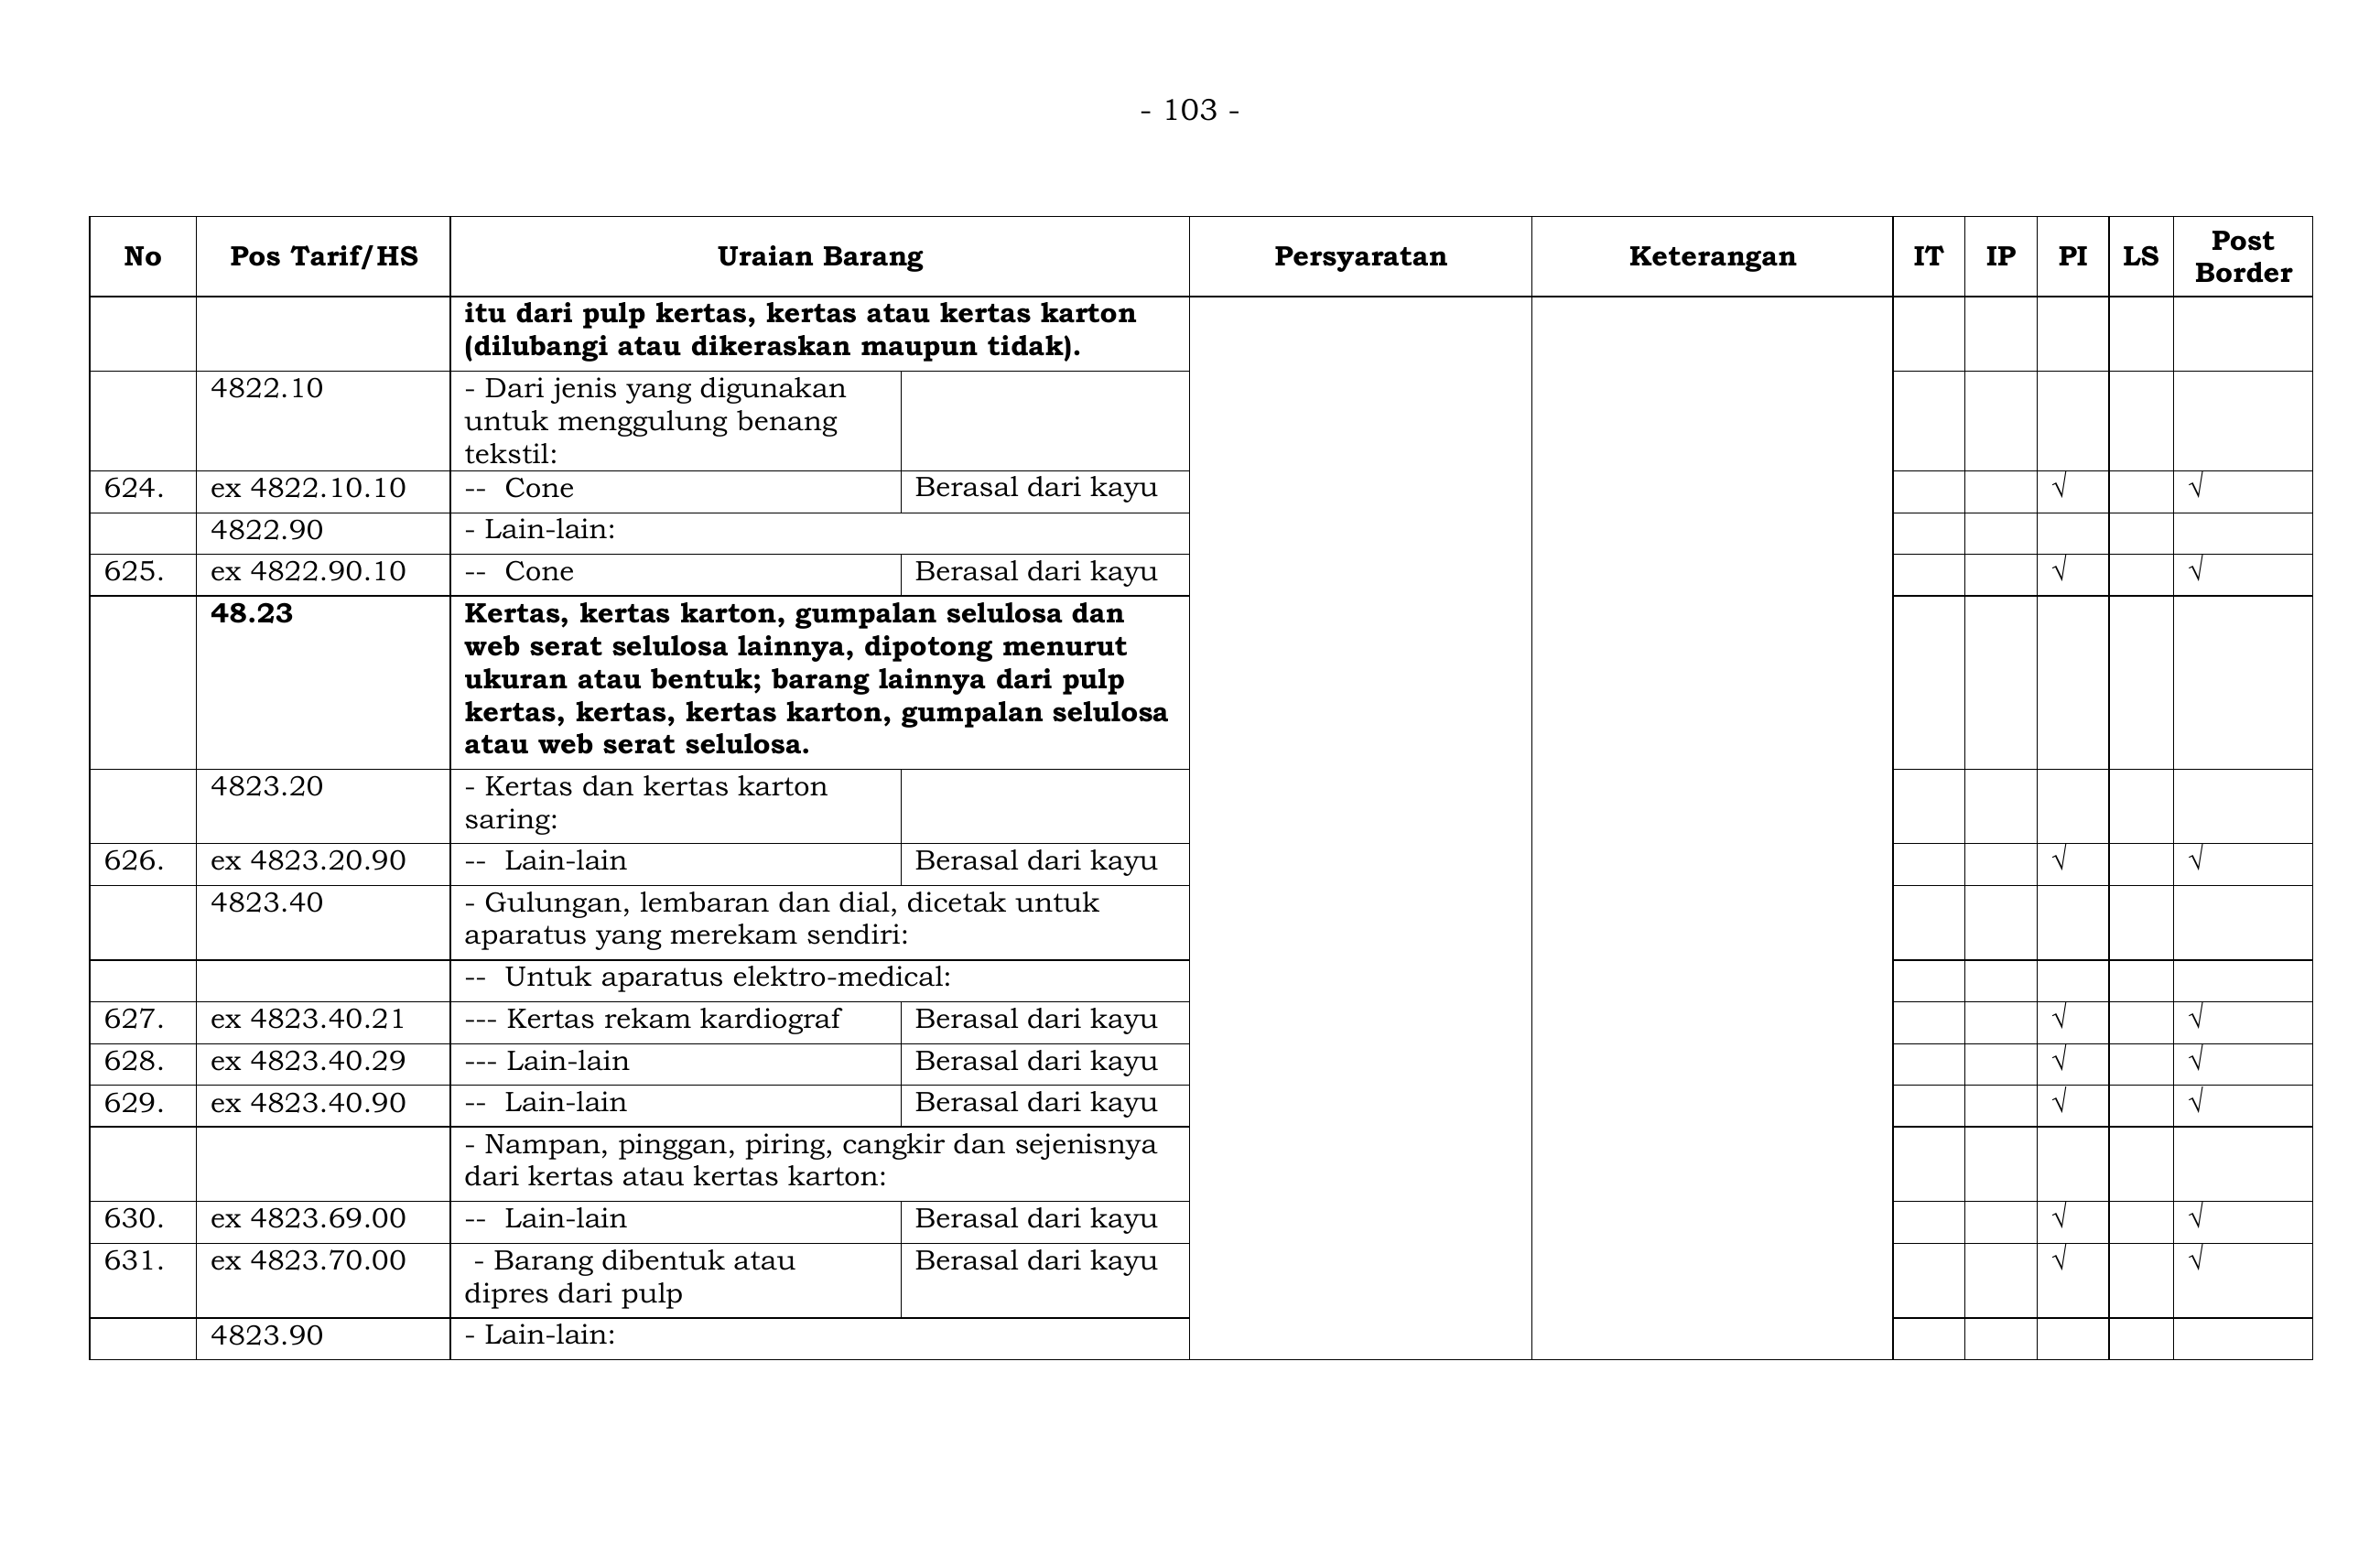 - 103 -
No Pos Tarif/HS Uraian Barang Persyaratan Keterangan IT IP PI LS Post Border
itu dari pulp kertas, kertas atau kertas karton
(dilubangi atau dikeraskan maupun tidak).
4822.10 - Dari jenis yang digunakan
untuk menggulung benang
tekstil:
624. ex 4822.10.10 -- Cone Berasal dari kayu √ √
4822.90 - Lain-lain:
625. ex 4822.90.10 -- Cone Berasal dari kayu √ √
48.23 Kertas, kertas karton, gumpalan selulosa dan
web serat selulosa lainnya, dipotong menurut
ukuran atau bentuk; barang lainnya dari pulp
kertas, kertas, kertas karton, gumpalan selulosa
atau web serat selulosa.
4823.20 - Kertas dan kertas karton
saring:
626. ex 4823.20.90 -- Lain-lain Berasal dari kayu √ √
4823.40 - Gulungan, lembaran dan dial, dicetak untuk
aparatus yang merekam sendiri:
-- Untuk aparatus elektro-medical:
627. ex 4823.40.21 --- Kertas rekam kardiograf Berasal dari kayu √ √
628. ex 4823.40.29 --- Lain-lain Berasal dari kayu √ √
629. ex 4823.40.90 -- Lain-lain Berasal dari kayu √ √
- Nampan, pinggan, piring, cangkir dan sejenisnya
dari kertas atau kertas karton:
630. ex 4823.69.00 -- Lain-lain Berasal dari kayu √ √
631. ex 4823.70.00 - Barang dibentuk atau Berasal dari kayu √ √
dipres dari pulp
4823.90 - Lain-lain: